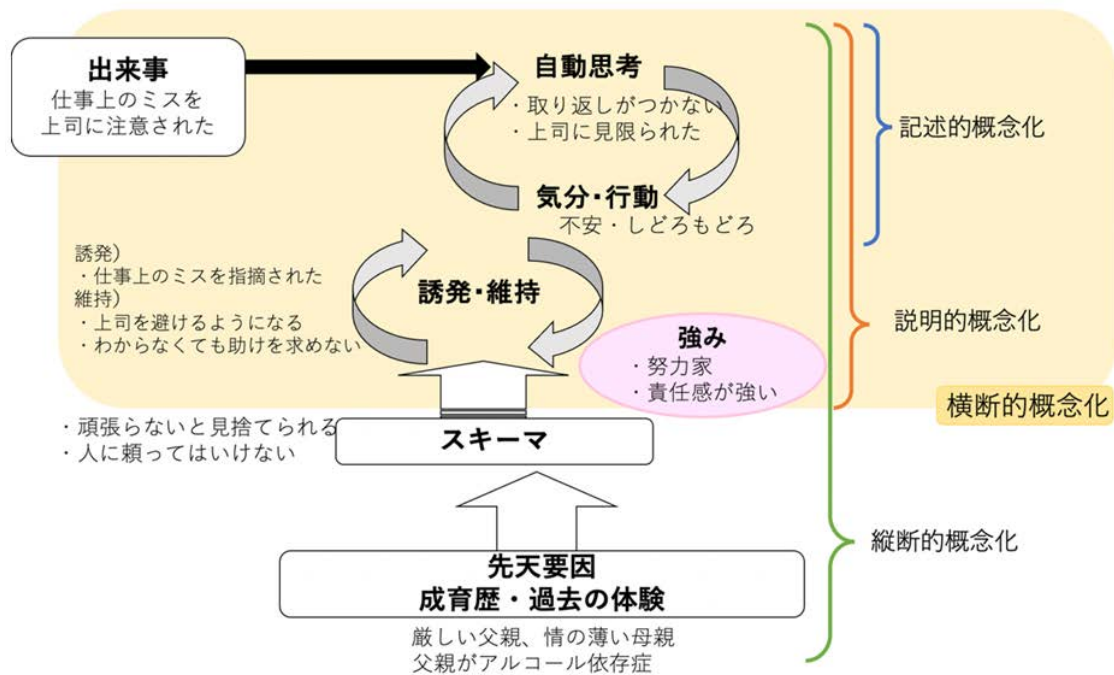 出来事
仕事上のミスを
上司に注意された
自動思考
・取り返しがつかない
・上司に見限られた
気分・行動
不安・しどろもどろ
誘発)
・仕事上のミスを指摘された
維持)
・上司を避けるようになる
・わからなくても助けを求めない
誘発・維持
強み
・努力家
・責任感が強い
・頑張らないと見捨てられる
・人に頼ってはいけない
スキーマ
先天要因
成育歴・過去の体験
厳しい父親、情の薄い母親
父親がアルコール依存症
記述的概念化
説明的概念化
横断的概念化
縦断的概念化